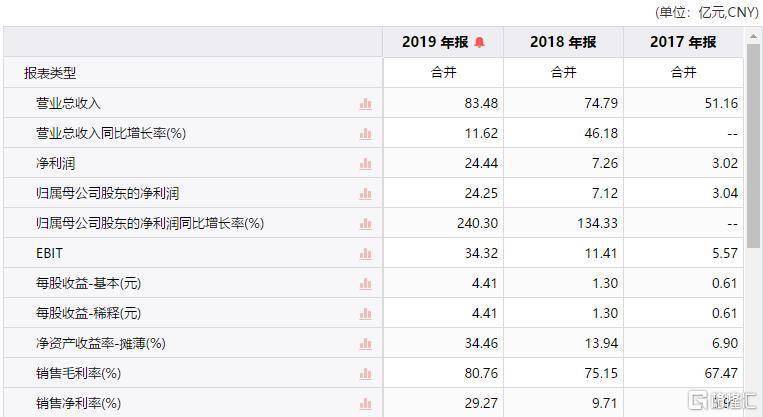 (单位：亿元,CNY)
2019 年报 2018 年报 2017 年报
报表类型 合并 合并 合并
营业总收入 83.48 74.79 51.16
营业总收入同比增长率(%) 11.62 46.18 --
净利润 24.44 7.26 3.02
归属母公司股东的净利润 24.25 7.12 3.04
归属母公司股东的净利润同比增长率(%) 240.30 134.33 --
EBIT 34.32 11.41 5.57
每股收益-基本(元) 4.41 1.30 0.61
每股收益-稀释(元) 4.41 1.30 0.61
净资产收益率-摊薄(%) 34.46 13.94 6.90
销售毛利率(%) 80.76 75.15 67.47
销售净利率(%) 29.27 9.71
格隆汇